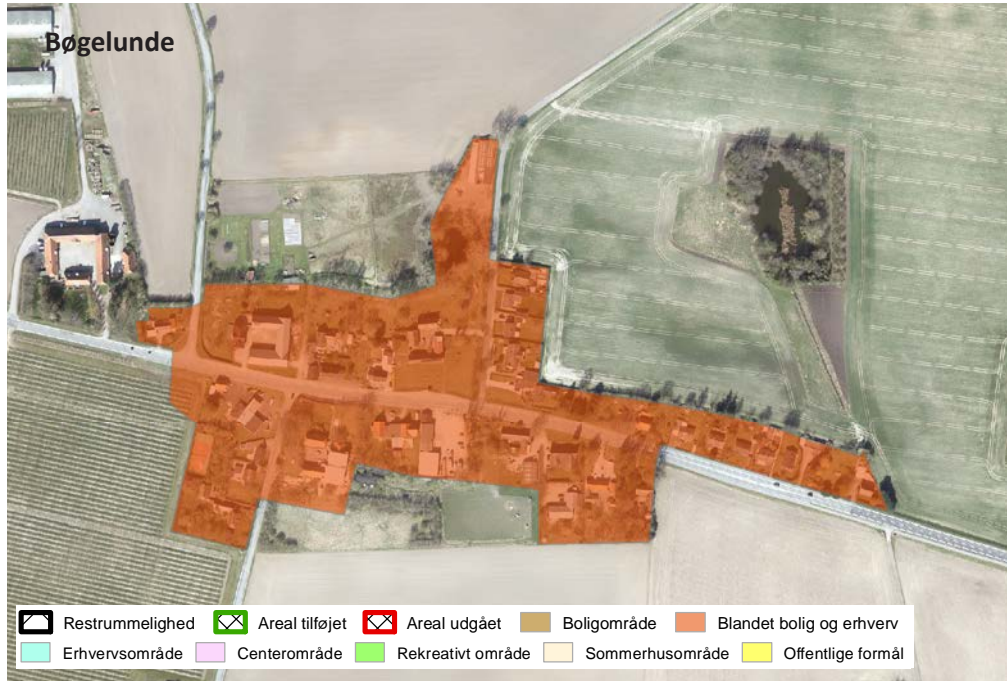 Bøgelunde
Restrummelighed Areal tilføjet Areal udgået Boligområde Blandet bolig og erhverv
Erhvervsområde Centerområde Rekreativt område Sommerhusområde Offentlige formål